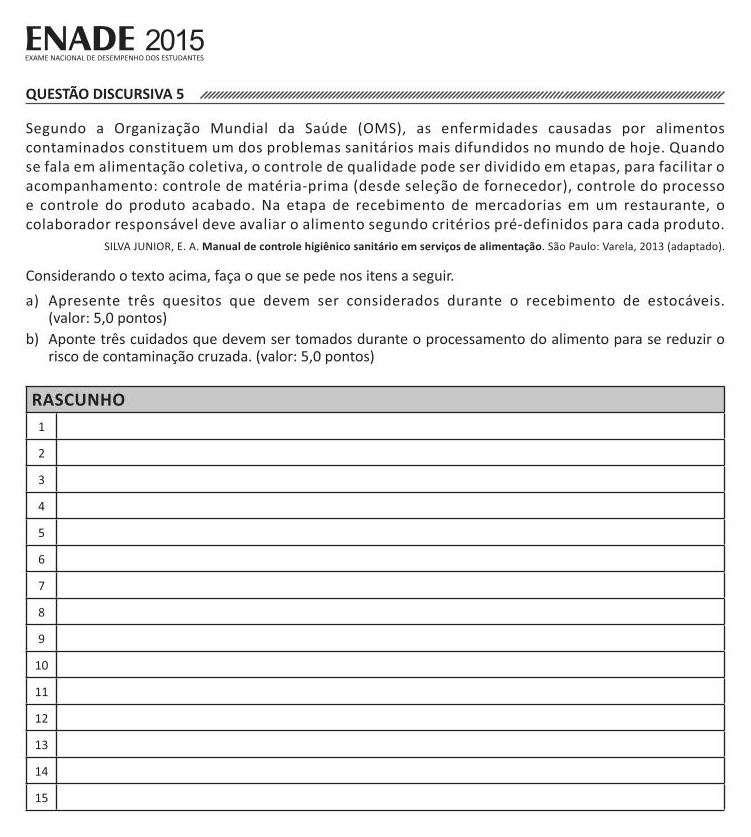 ENADE 2015
EXAME NACIONAL DE DESEMPENHO DOS ESTUDANTES
QUESTÃO DISCURSIVA 5
Segundo a Organização Mundial da Saúde (OMS), as enfermidades causadas por alimentos
contaminados constituem um dos problemas sanitários mais difundidos no mundo de hoje. Quando
se fala em alimentação coletiva, o controle de qualidade pode ser dividido em etapas, para facilitar o
acompanhamento: controle de matéria-prima (desde seleção de fornecedor), controle do processo
e controle do produto acabado. Na etapa de recebimento de mercadorias em um restaurante, o
colaborador responsável deve avaliar o alimento segundo critérios pré-definidos para cada produto.
SILVA JUNIOR, E. A. Manual de controle higiênico sanitário em serviços de alimentação. São Paulo: Varela, 2013 (adaptado).
Considerando o texto acima, faça o que se pede nos itens a seguir.
a) Apresente três quesitos que devem ser considerados durante o recebimento de estocáveis.
(valor: 5,0 pontos)
b) Aponte três cuidados que devem ser tomados durante o processamento do alimento para se reduzir o
risco de contaminação cruzada. (valor: 5,0 pontos)
RASCUNHO
1
2
3
4
5
6
7
8
9
10
11
12
13
14
15